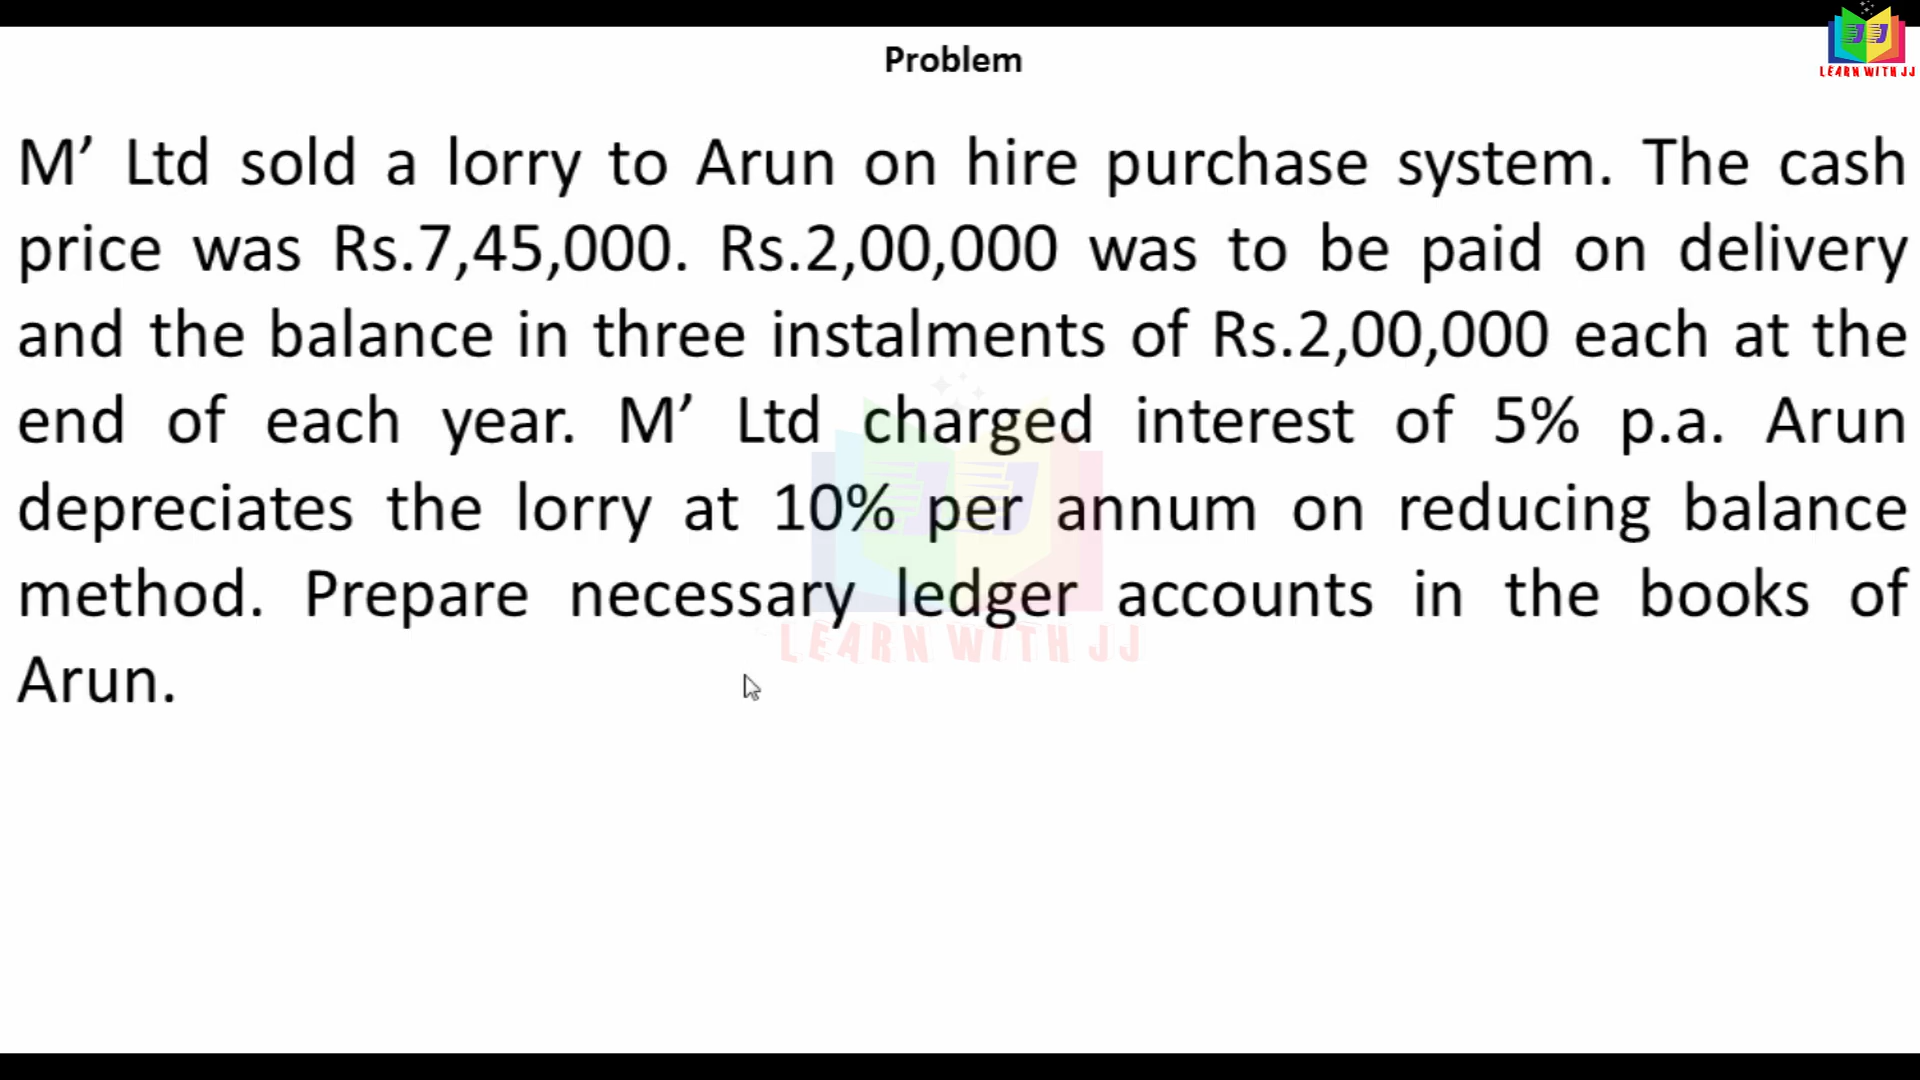 Problem
LEARN WITH JJ
M’ Ltd sold a lorry to Arun on hire purchase system. The cash
price was Rs.7,45,000. Rs.2,00,000 was to be paid on delivery
and the balance in three instalments of Rs.2,00,000 each at the
end of each year. M’ Ltd charged interest of 5% p.a. Arun
depreciates the lorry at 10% per annum on reducing balance
method. Prepare necessary ledger accounts in the books of
LEARN WITH JJ
Arun.